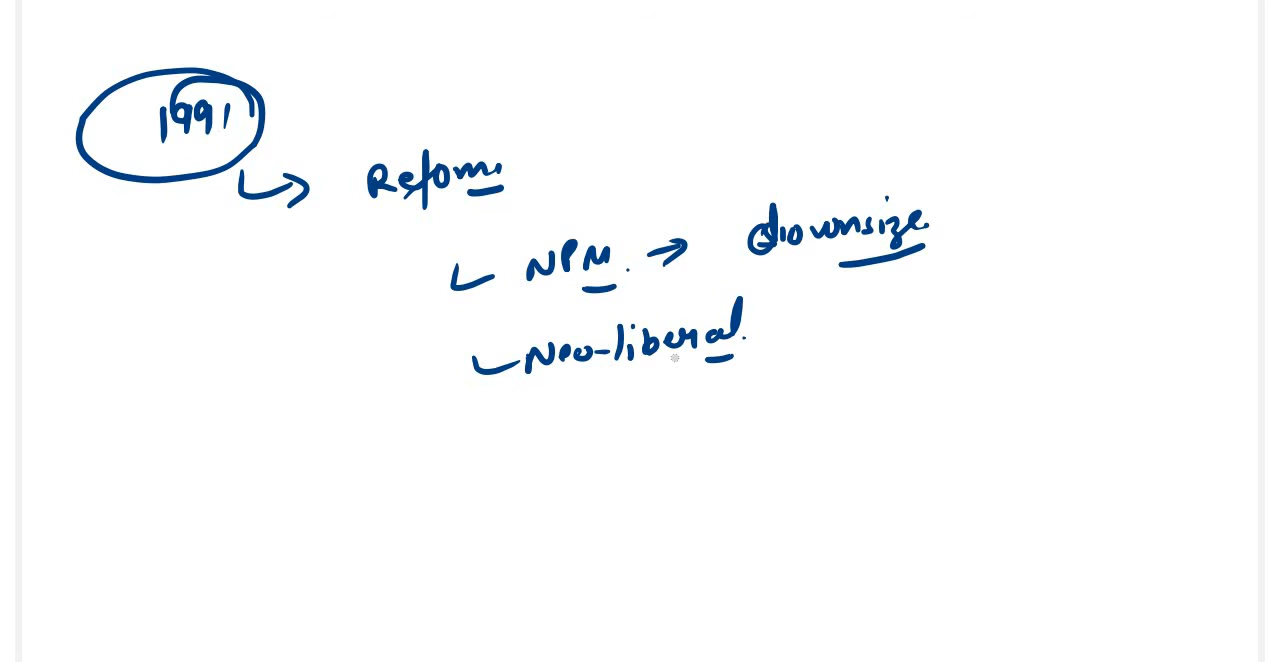 1991
↳ Reform.
↳ NPM. → downsize
↳ Neo-liberal.